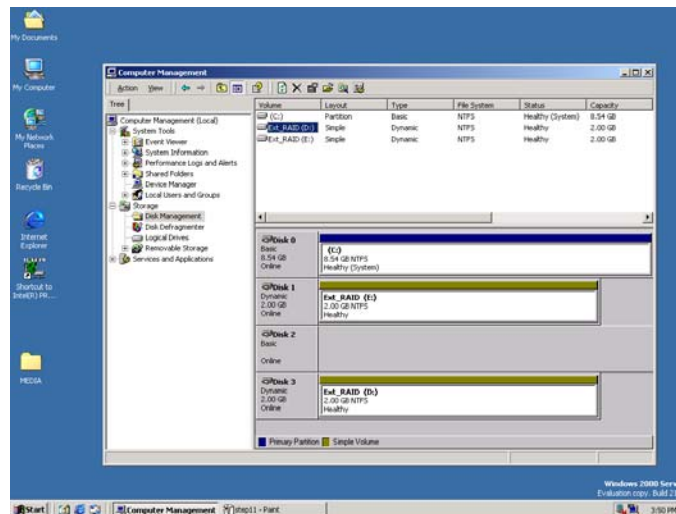 My Documents
My Computer
My Network
Places
Recycle Bin
Internet
Explorer
Shortcut to
Intel(R) PR...
MEDIA
Computer Management
Action View
Tree
Computer Management (Local)
System Tools
Event Viewer
System Information
Performance Logs and Alerts
Shared Folders
Device Manager
Local Users and Groups
Storage
Disk Management
Disk Defragmenter
Logical Drives
Removable Storage
Services and Applications
Volume Layout Type File System Status Capacity
(C:) Partition Basic NTFS Healthy (System) 8.54 GB
Ext_RAID (D:) Simple Dynamic NTFS Healthy 2.00 GB
Ext_RAID (E:) Simple Dynamic NTFS Healthy 2.00 GB
Disk 0
Basic
8.54 GB
Online
(C:)
8.54 GB NTFS
Healthy (System)
Disk 1
Dynamic
2.00 GB
Online
Ext_RAID (E:)
2.00 GB NTFS
Healthy
Disk 2
Basic
Online
Disk 3
Dynamic
2.00 GB
Online
Ext_RAID (D:)
2.00 GB NTFS
Healthy
Primary Partition Simple Volume
Windows 2000 Serv
Evaluation copy. Build 21
Start Computer Management step11 - Paint 3:50 PM